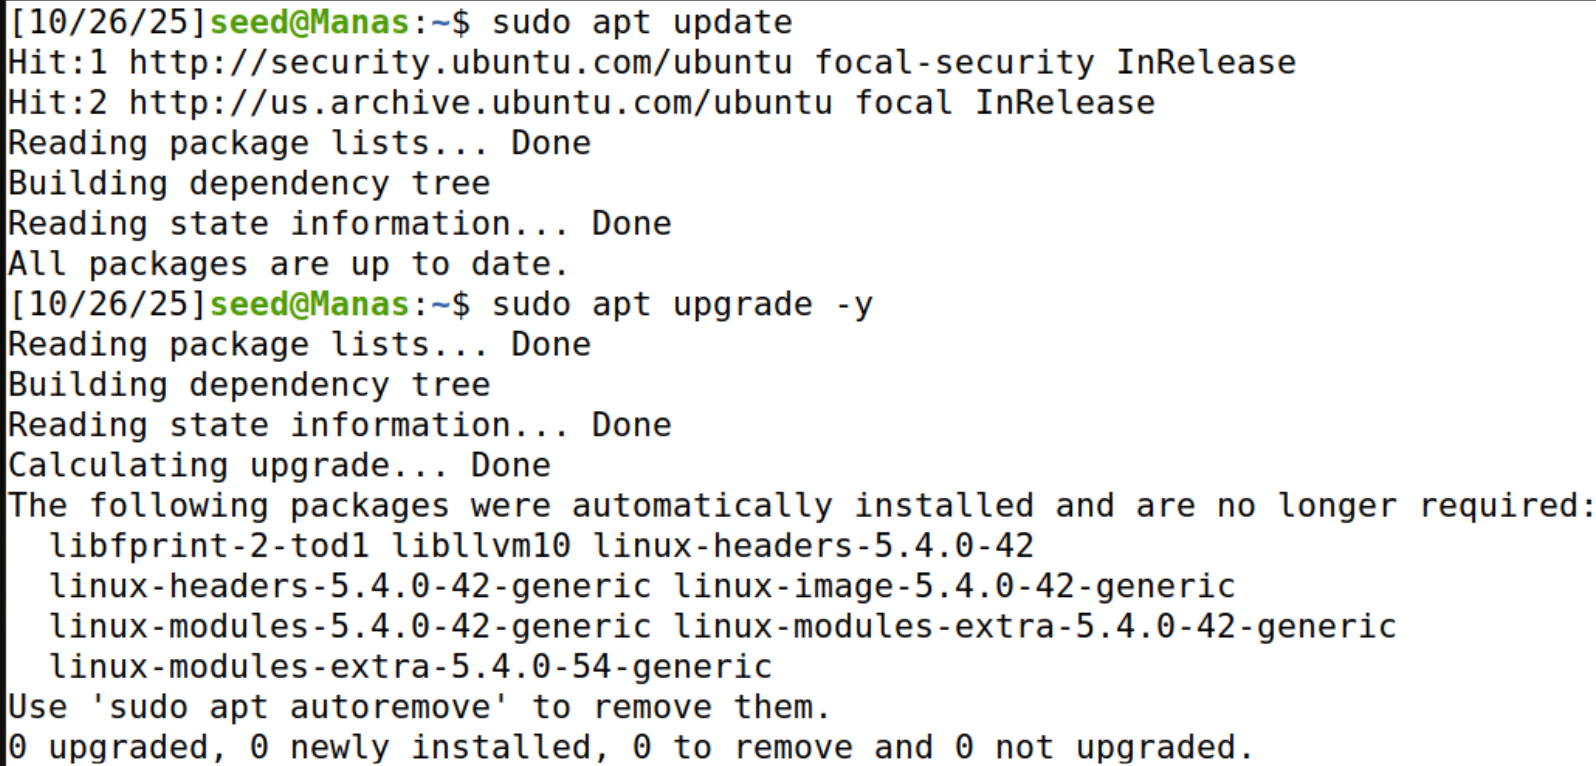 [10/26/25]seed@Manas:~$ sudo apt update
Hit:1 http://security.ubuntu.com/ubuntu focal-security InRelease
Hit:2 http://us.archive.ubuntu.com/ubuntu focal InRelease
Reading package lists... Done
Building dependency tree
Reading state information... Done
All packages are up to date.
[10/26/25]seed@Manas:~$ sudo apt upgrade -y
Reading package lists... Done
Building dependency tree
Reading state information... Done
Calculating upgrade... Done
The following packages were automatically installed and are no longer required:
  libfprint-2-tod1 libllvm10 linux-headers-5.4.0-42
  linux-headers-5.4.0-42-generic linux-image-5.4.0-42-generic
  linux-modules-5.4.0-42-generic linux-modules-extra-5.4.0-42-generic
  linux-modules-extra-5.4.0-54-generic
Use 'sudo apt autoremove' to remove them.
0 upgraded, 0 newly installed, 0 to remove and 0 not upgraded.